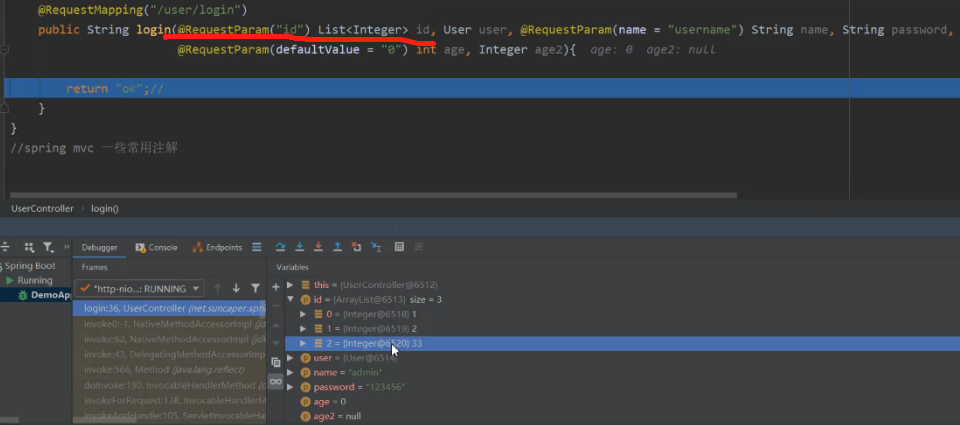 @RequestMapping("/user/login")
public String login(@RequestParam("id") List<Integer> id, User user, @RequestParam(name = "username") String name, String password,
@RequestParam(defaultValue = "0") int age, Integer age2){ age: 0 age2: null
return "ok";//
}
}
//spring mvc 一些常用注解
UserController › login()
Debugger Console Endpoints
Spring Boot
Running
DemoAp
Frames
"http-nio...: RUNNING
login:36, UserController (net.suncaper.spri
invoke0:-1, NativeMethodAccessorImpl (jd
invoke:62, NativeMethodAccessorImpl (jdk
invoke:43, DelegatingMethodAccessorImpl
invoke:566, Method (java.lang.reflect)
doInvoke:190, InvocableHandlerMethod (o
invokeForRequest:138, InvocableHandlerM
invokeAndHandle:105, ServletInvocableHa
Variables
this = {UserController@6512}
id = {ArrayList@6513} size = 3
0 = {Integer@6518} 1
1 = {Integer@6519} 2
2 = {Integer@6520} 33
user = {User@6514}
name = "admin"
password = "123456"
age = 0
age2 = null